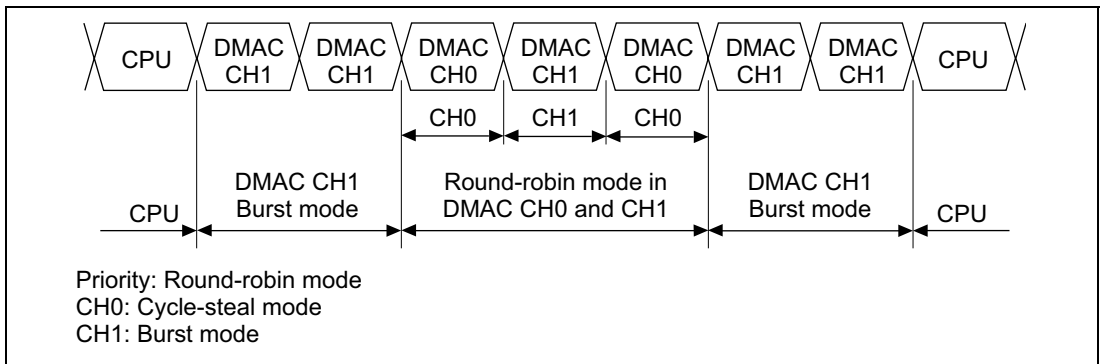 CPU
DMAC
CH1
DMAC
CH1
DMAC
CH0
DMAC
CH1
DMAC
CH0
DMAC
CH1
DMAC
CH1
CPU
CH0
CH1
CH0
CPU
DMAC CH1
Burst mode
Round-robin mode in
DMAC CH0 and CH1
DMAC CH1
Burst mode
CPU
Priority: Round-robin mode
CH0: Cycle-steal mode
CH1: Burst mode